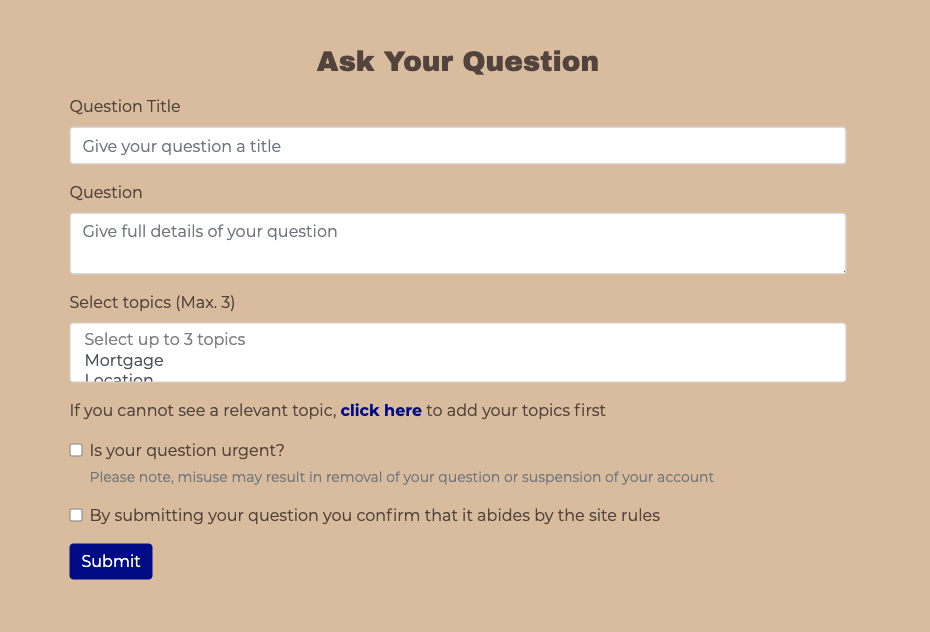 Ask Your Question
Question Title
Give your question a title
Question
Give full details of your question
Select topics (Max. 3)
Select up to 3 topics
Mortgage
Location
If you cannot see a relevant topic, click here to add your topics first
Is your question urgent?
Please note, misuse may result in removal of your question or suspension of your account
By submitting your question you confirm that it abides by the site rules
Submit